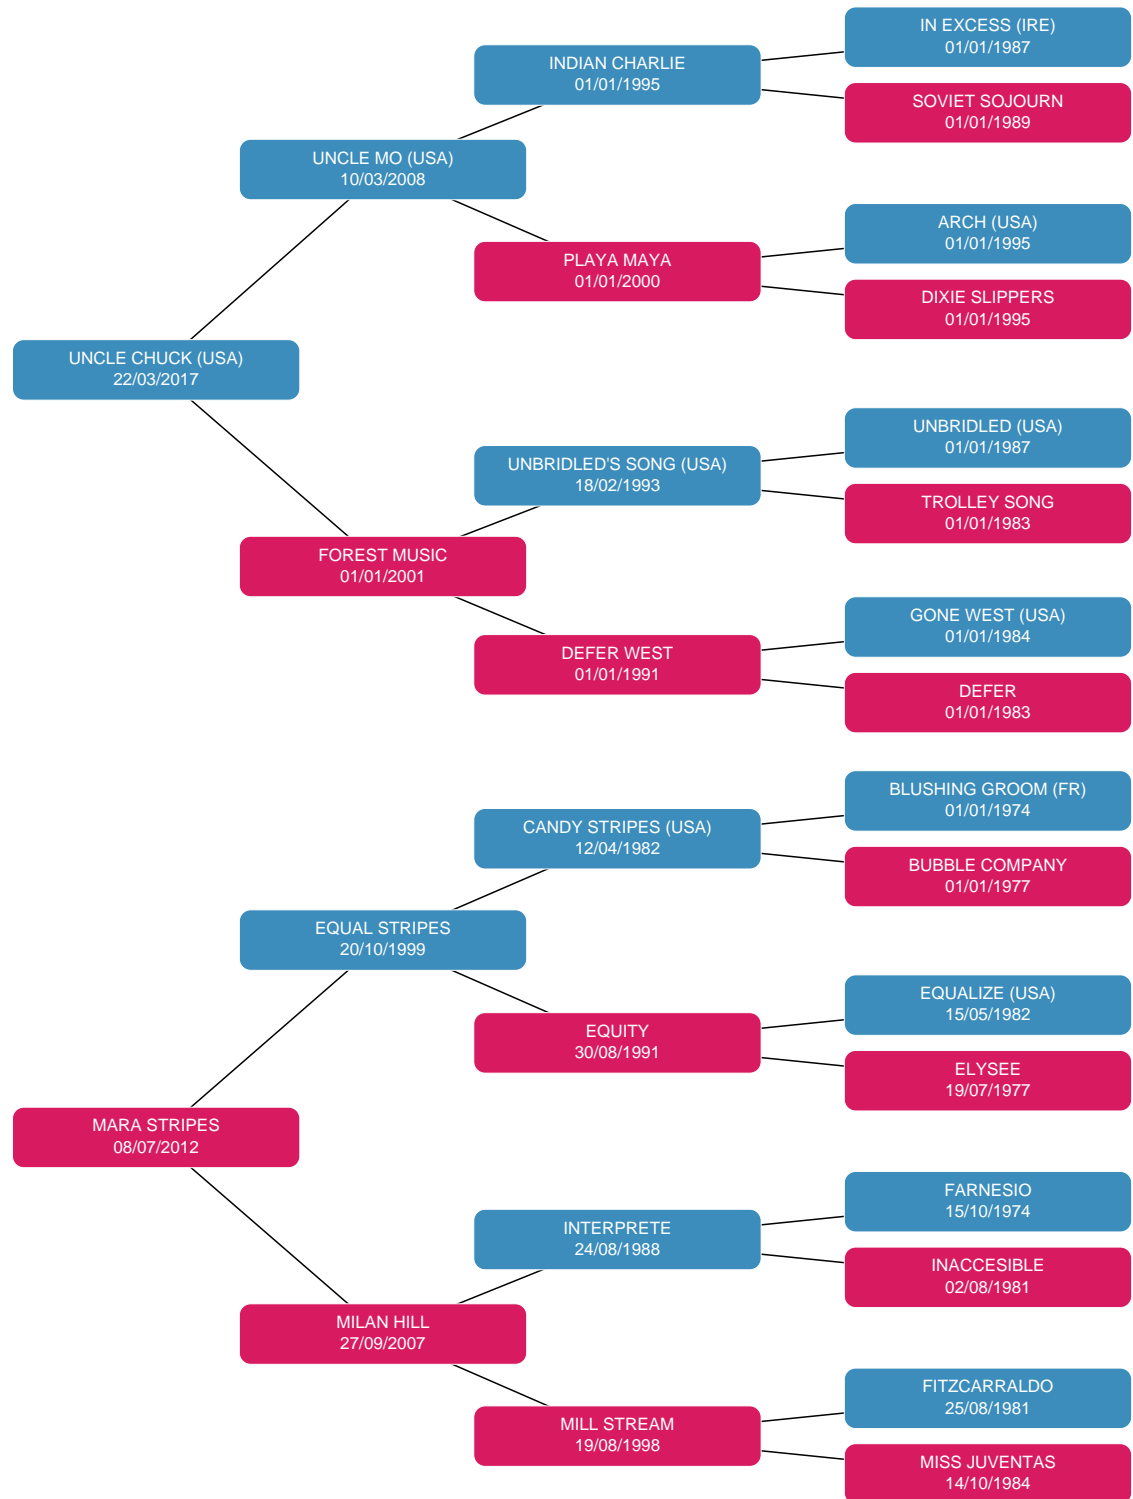 IN EXCESS (IRE)
01/01/1987
INDIAN CHARLIE
01/01/1995
SOVIET SOJOURN
01/01/1989
UNCLE MO (USA)
10/03/2008
ARCH (USA)
01/01/1995
PLAYA MAYA
01/01/2000
DIXIE SLIPPERS
01/01/1995
UNCLE CHUCK (USA)
22/03/2017
UNBRIDLED (USA)
01/01/1987
UNBRIDLED'S SONG (USA)
18/02/1993
TROLLEY SONG
01/01/1983
FOREST MUSIC
01/01/2001
GONE WEST (USA)
01/01/1984
DEFER WEST
01/01/1991
DEFER
01/01/1983
BLUSHING GROOM (FR)
01/01/1974
CANDY STRIPES (USA)
12/04/1982
BUBBLE COMPANY
01/01/1977
EQUAL STRIPES
20/10/1999
EQUALIZE (USA)
15/05/1982
EQUITY
30/08/1991
ELYSEE
19/07/1977
MARA STRIPES
08/07/2012
FARNESIO
15/10/1974
INTERPRETE
24/08/1988
INACCESIBLE
02/08/1981
MILAN HILL
27/09/2007
FITZCARRALDO
25/08/1981
MILL STREAM
19/08/1998
MISS JUVENTAS
14/10/1984